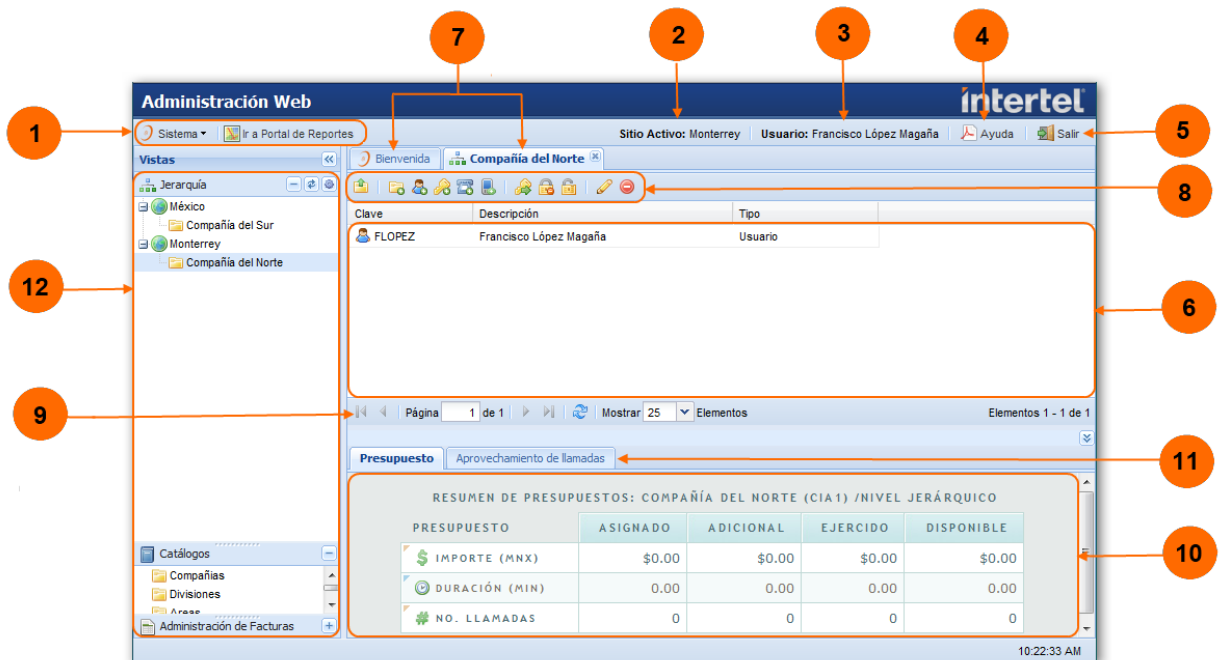 7
2
3
4
Administración Web
intertel
1
Sistema
Ir a Portal de Reportes
Sitio Activo: Monterrey
Usuario: Francisco López Magaña
Ayuda
Salir
5
Vistas
Bienvenida
Compañía del Norte
Jerarquía
8
México
Clave
Descripción
Tipo
Compañía del Sur
FLOPEZ
Francisco López Magaña
Usuario
Monterrey
Compañía del Norte
12
6
9
Página 1 de 1
Mostrar 25 Elementos
Elementos 1 - 1 de 1
Presupuesto
Aprovechamiento de llamadas
11
RESUMEN DE PRESUPUESTOS: COMPAÑÍA DEL NORTE (CIA1) /NIVEL JERÁRQUICO
PRESUPUESTO ASIGNADO ADICIONAL EJERCIDO DISPONIBLE
IMPORTE (MNX) $0.00 $0.00 $0.00 $0.00
10
DURACIÓN (MIN) 0.00 0.00 0.00 0.00
NO. LLAMADAS 0 0 0 0
Catálogos
Compañias
Divisiones
Areas
Administración de Facturas
10:22:33 AM